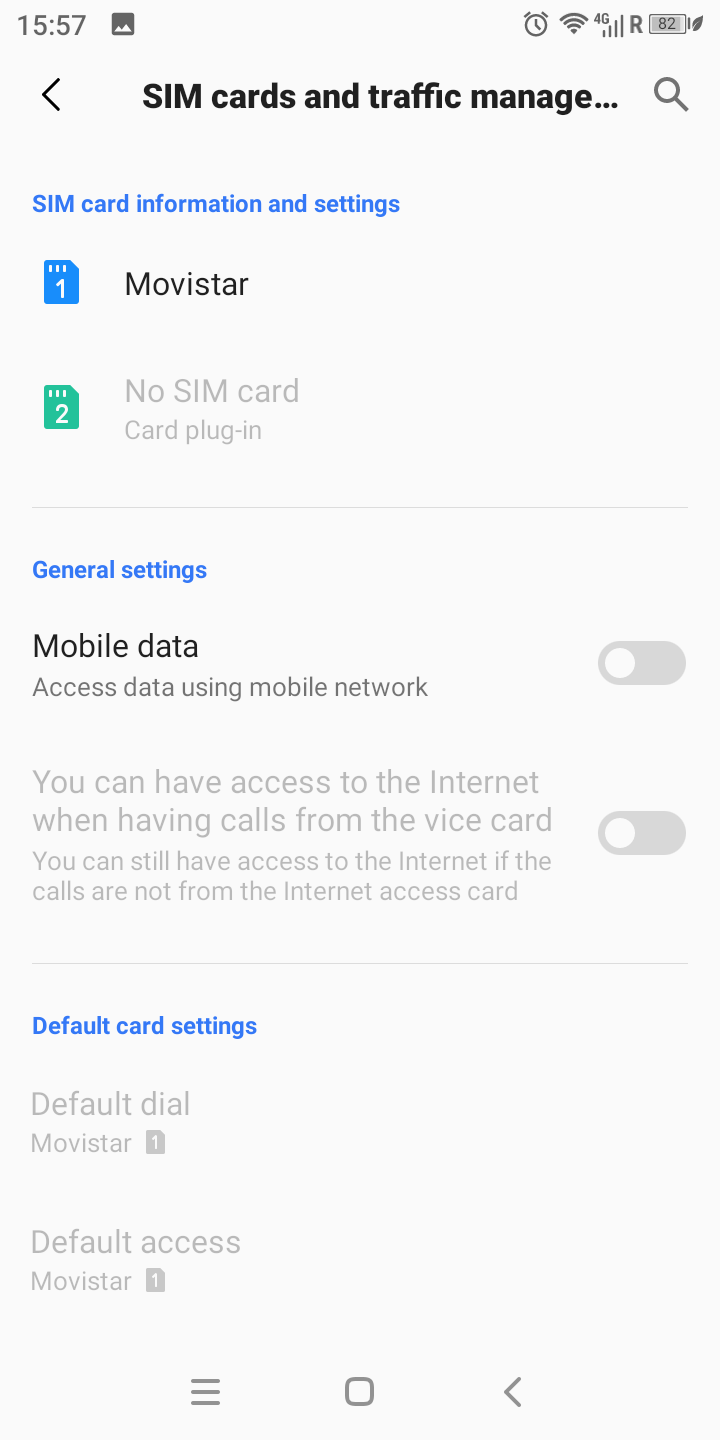 15:57
4G R 82
SIM cards and traffic manage...
SIM card information and settings
1
Movistar
2
No SIM card
Card plug-in
General settings
Mobile data
Access data using mobile network
You can have access to the Internet
when having calls from the vice card
You can still have access to the Internet if the
calls are not from the Internet access card
Default card settings
Default dial
Movistar 1
Default access
Movistar 1